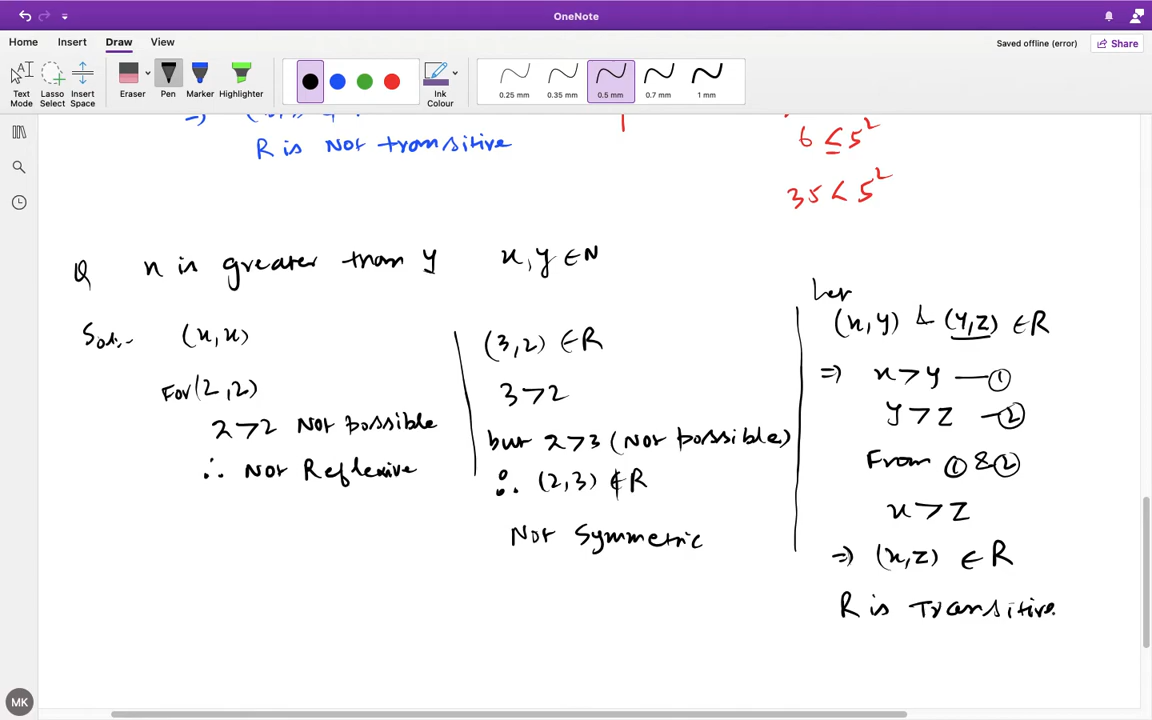 OneNote
Home Insert Draw View
Saved offline (error)
Share
Text Mode
Lasso Select
Insert Space
Eraser
Pen
Marker
Highlighter
Ink Colour
0.25 mm
0.35 mm
0.5 mm
0.7 mm
1 mm
R is Not transitive
6 ≤ 5²
35 < 5²
Q x is greater than y x, y ∈ N
Soln:- (x,x)
For (2,2)
2>2 Not possible
∴ Not Reflexive
(3,2) ∈ R
3>2
but 2>3 (Not possible)
∴ (2,3) ∉ R
Not Symmetric
Let
(x,y) & (y,z) ∈ R
⇒ x>y — ①
y>z — ②
From ① & ②
x>z
⇒ (x,z) ∈ R
R is Transitive.
MK